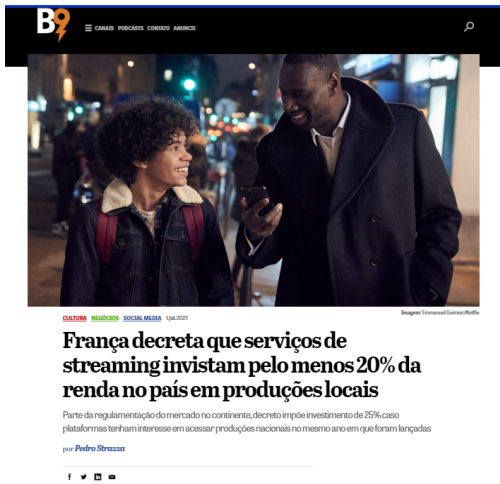 B9
CANAIS PODCASTS CONTATO ANUNCIE
Imagem: Emmanuel Guimier/Netflix
CULTURA NEGÓCIOS SOCIAL MEDIA 1.jul.2021
França decreta que serviços de
streaming invistam pelo menos 20% da
renda no país em produções locais
Parte da regulamentação do mercado no continente, decreto impõe investimento de 25% caso
plataformas tenham interesse em acessar produções nacionais no mesmo ano em que foram lançadas
por Pedro Strazza